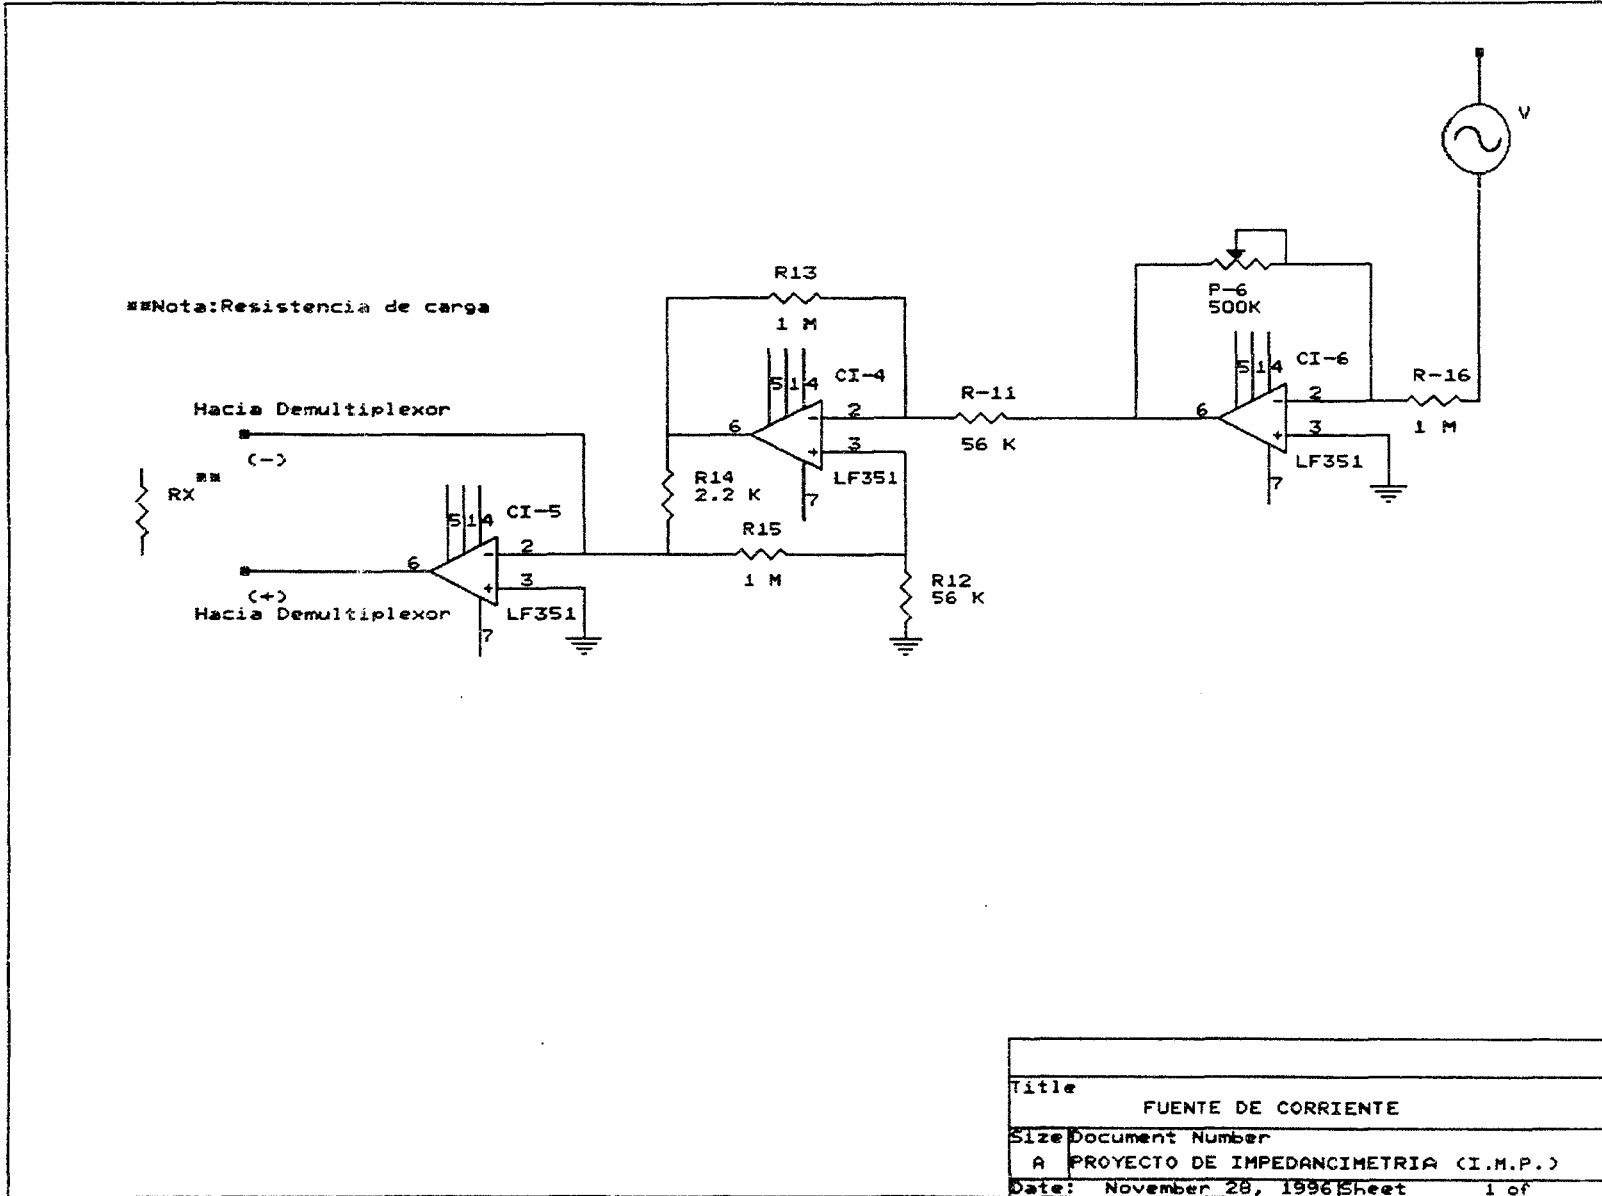 V
R13
1 M
**Nota:Resistencia de carga
P-6
500K
5 1 4
CI-6
R-16
1 M
2
3
6
7
LF351
5 1 4
CI-4
R-11
56 K
2
3
6
7
LF351
Hacia Demultiplexor
(-)
RX**
R14
2.2 K
R15
1 M
5 1 4
CI-5
2
3
6
7
LF351
(+)
Hacia Demultiplexor
R12
56 K
Title
FUENTE DE CORRIENTE
Size Document Number
A PROYECTO DE IMPEDANCIMETRIA (I.M.P.)
Date: November 28, 1996 Sheet 1 of